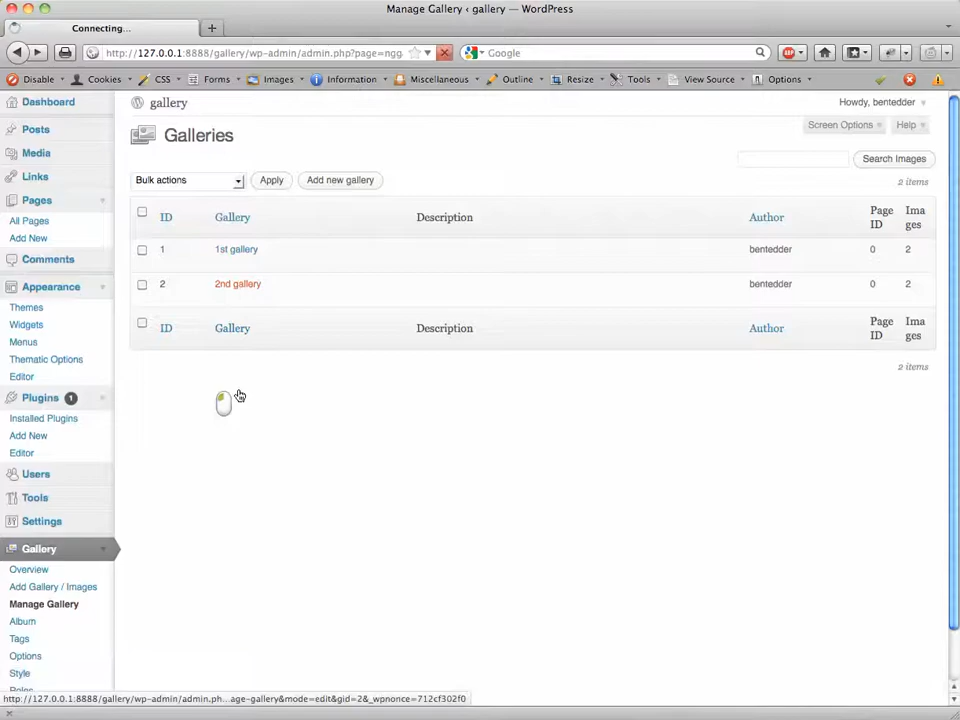 Manage Gallery ‹ gallery — WordPress
Connecting...
http://127.0.0.1:8888/gallery/wp-admin/admin.php?page=ngg
Google
Disable Cookies CSS Forms Images Information Miscellaneous Outline Resize Tools View Source Options
gallery
Howdy, bentedder
Screen Options
Help
Galleries
Search Images
Bulk actions
Apply
Add new gallery
2 items
ID Gallery Description Author Page ID Ima ges
1 1st gallery bentedder 0 2
2 2nd gallery bentedder 0 2
ID Gallery Description Author Page ID Ima ges
2 items
Dashboard
Posts
Media
Links
Pages
All Pages
Add New
Comments
Appearance
Themes
Widgets
Menus
Thematic Options
Editor
Plugins 1
Installed Plugins
Add New
Editor
Users
Tools
Settings
Gallery
Overview
Add Gallery / Images
Manage Gallery
Album
Tags
Options
Style
Roles
http://127.0.0.1:8888/gallery/wp-admin/admin.ph...age-gallery&mode=edit&gid=2&_wpnonce=712cf302f0